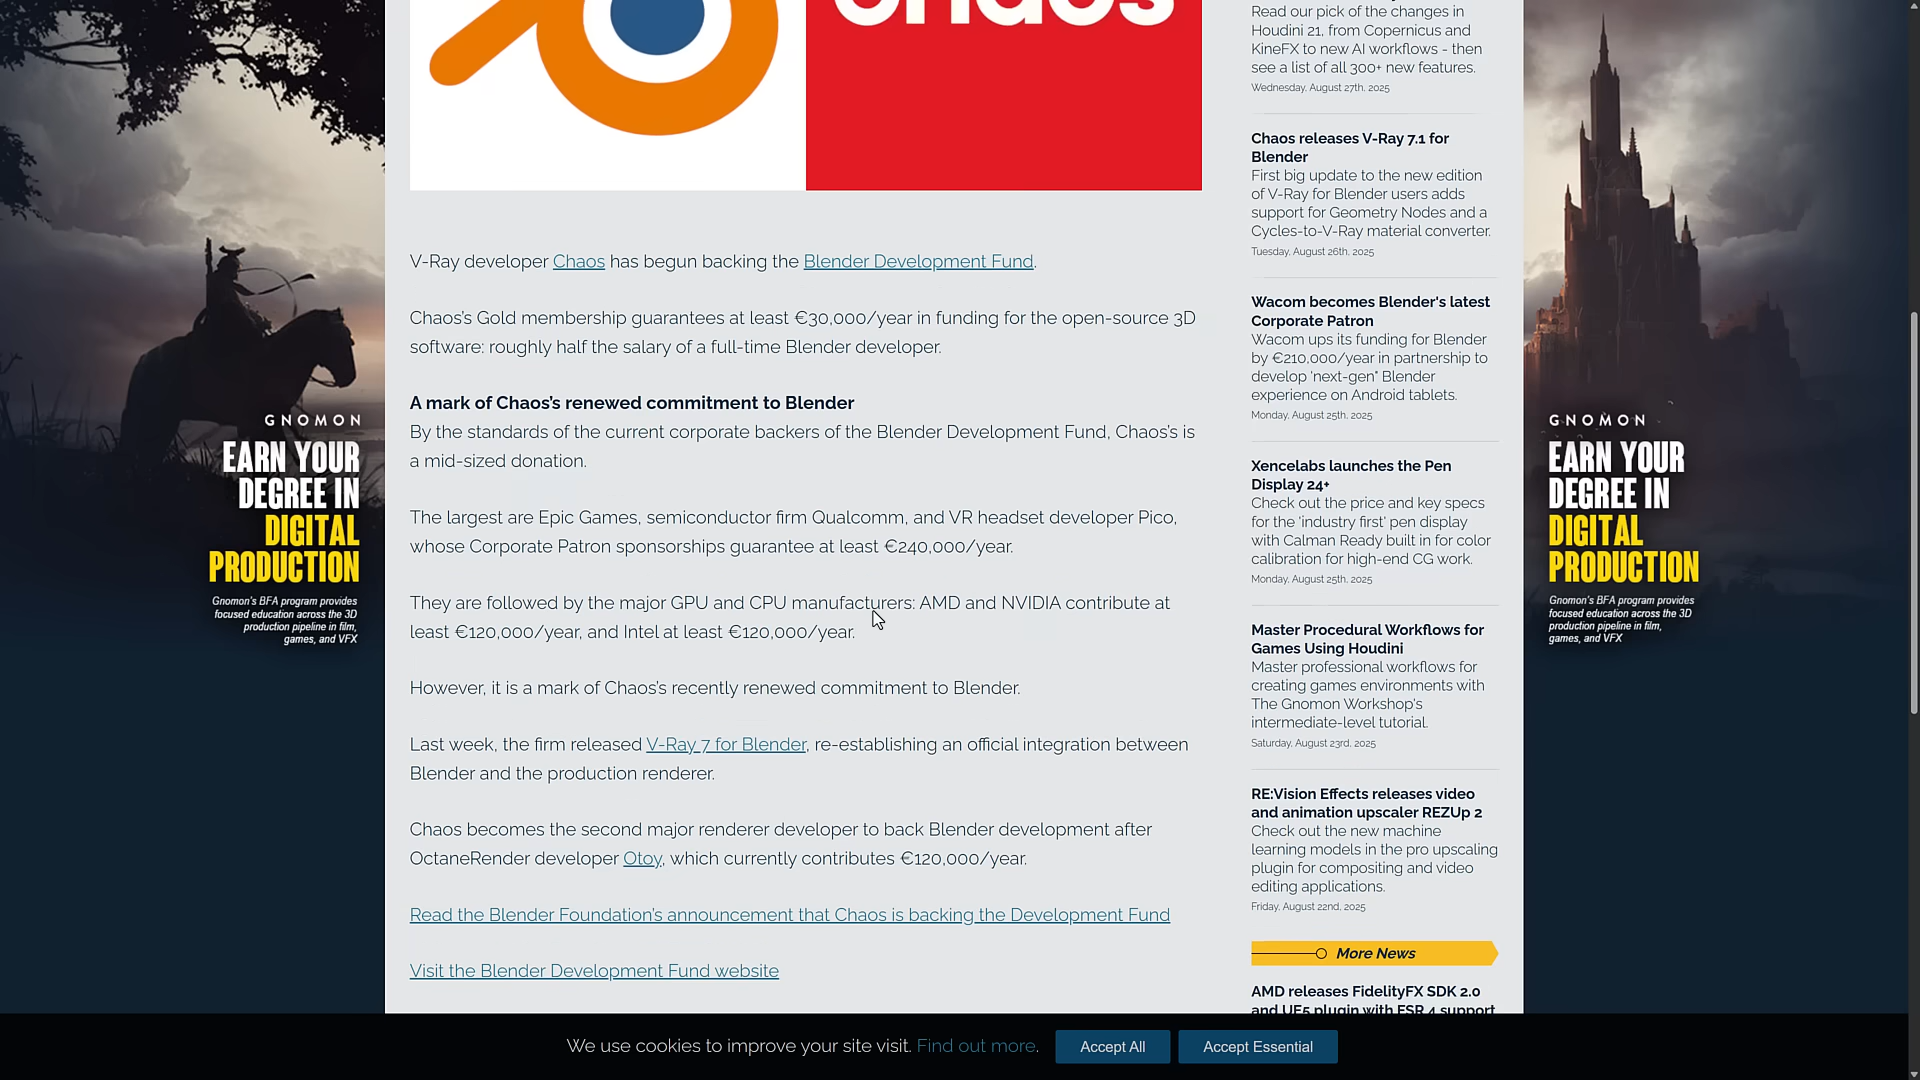 chaos
V-Ray developer Chaos has begun backing the Blender Development Fund.
Chaos's Gold membership guarantees at least €30,000/year in funding for the open-source 3D
software: roughly half the salary of a full-time Blender developer.
A mark of Chaos's renewed commitment to Blender
By the standards of the current corporate backers of the Blender Development Fund, Chaos's is
a mid-sized donation.
The largest are Epic Games, semiconductor firm Qualcomm, and VR headset developer Pico,
whose Corporate Patron sponsorships guarantee at least €240,000/year.
They are followed by the major GPU and CPU manufacturers: AMD and NVIDIA contribute at
least €120,000/year, and Intel at least €120,000/year.
However, it is a mark of Chaos's recently renewed commitment to Blender.
Last week, the firm released V-Ray 7 for Blender, re-establishing an official integration between
Blender and the production renderer.
Chaos becomes the second major renderer developer to back Blender development after
OctaneRender developer Otoy, which currently contributes €120,000/year.
Read the Blender Foundation's announcement that Chaos is backing the Development Fund
Visit the Blender Development Fund website
Read our pick of the changes in
Houdini 21, from Copernicus and
KineFX to new AI workflows - then
see a list of all 300+ new features.
Wednesday, August 27th, 2025
Chaos releases V-Ray 7.1 for
Blender
First big update to the new edition
of V-Ray for Blender users adds
support for Geometry Nodes and a
Cycles-to-V-Ray material converter.
Tuesday, August 26th, 2025
Wacom becomes Blender's latest
Corporate Patron
Wacom ups its funding for Blender
by €210,000/year in partnership to
develop 'next-gen" Blender
experience on Android tablets.
Monday, August 25th, 2025
Xencelabs launches the Pen
Display 24+
Check out the price and key specs
for the 'industry first' pen display
with Calman Ready built in for color
calibration for high-end CG work.
Monday, August 25th, 2025
Master Procedural Workflows for
Games Using Houdini
Master professional workflows for
creating games environments with
The Gnomon Workshop's
intermediate-level tutorial.
Saturday, August 23rd, 2025
RE:Vision Effects releases video
and animation upscaler REZUp 2
Check out the new machine
learning models in the pro upscaling
plugin for compositing and video
editing applications.
Friday, August 22nd, 2025
More News
AMD releases FidelityFX SDK 2.0
and UE5 plugin with FSR 4 support
GNOMON
EARN YOUR
DEGREE IN
DIGITAL
PRODUCTION
Gnomon's BFA program provides
focused education across the 3D
production pipeline in film,
games, and VFX
GNOMON
EARN YOUR
DEGREE IN
DIGITAL
PRODUCTION
Gnomon's BFA program provides
focused education across the 3D
production pipeline in film,
games, and VFX
We use cookies to improve your site visit. Find out more.
Accept All
Accept Essential